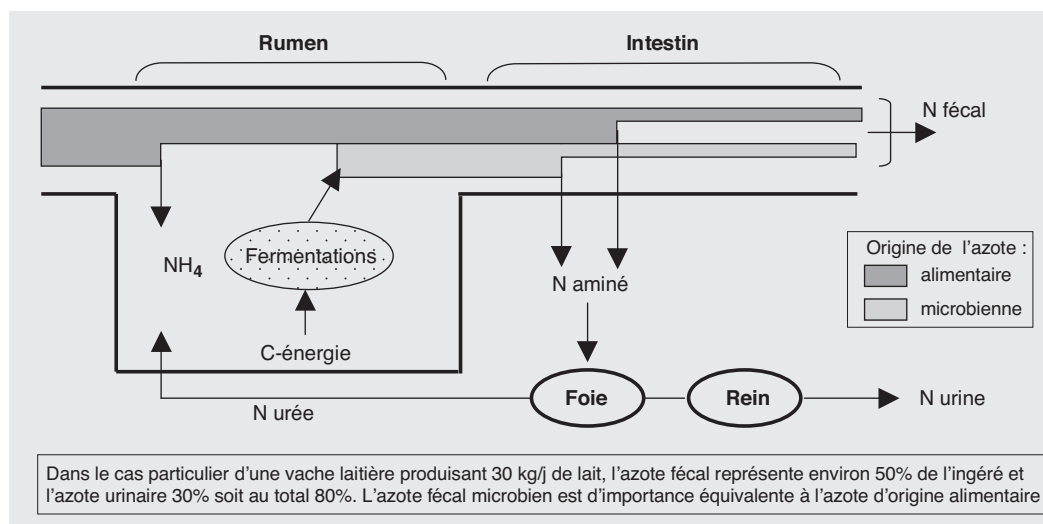 Rumen
Intestin
N fécal
NH4
Fermentations
C-énergie
N aminé
Origine de l'azote :
alimentaire
microbienne
N urée
Foie
Rein
N urine
Dans le cas particulier d'une vache laitière produisant 30 kg/j de lait, l'azote fécal représente environ 50% de l'ingéré et
l'azote urinaire 30% soit au total 80%. L'azote fécal microbien est d'importance équivalente à l'azote d'origine alimentaire